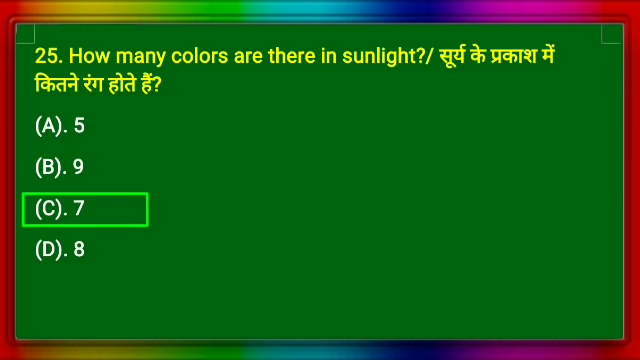 25. How many colors are there in sunlight?/ सूर्य के प्रकाश में
कितने रंग होते हैं?
(A). 5
(B). 9
(C). 7
(D). 8